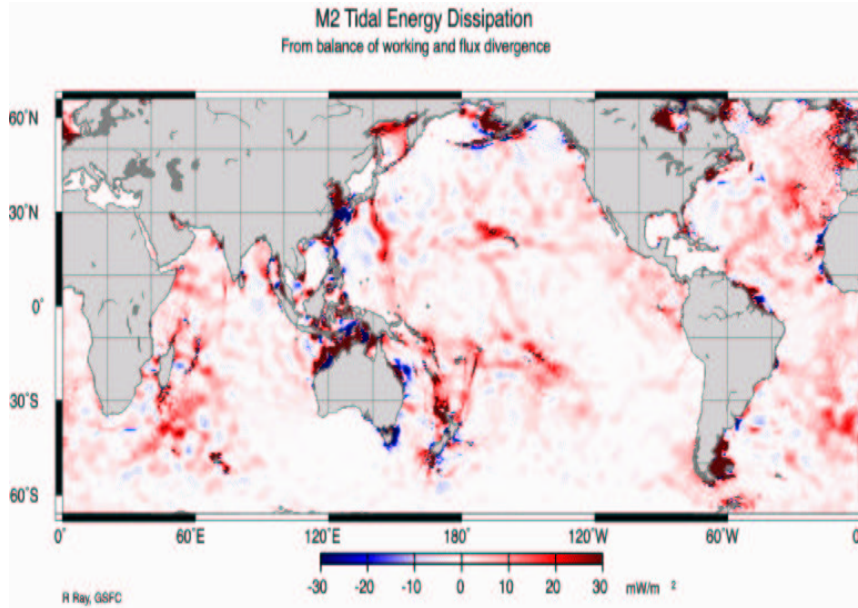 M2 Tidal Energy Dissipation
From balance of working and flux divergence
60°N
30°N
0°
30°S
60°S
0° 60°E 120°E 180° 120°W 60°W 0°
-30 -20 -10 0 10 20 30 mW/m 2
R Ray, GSFC